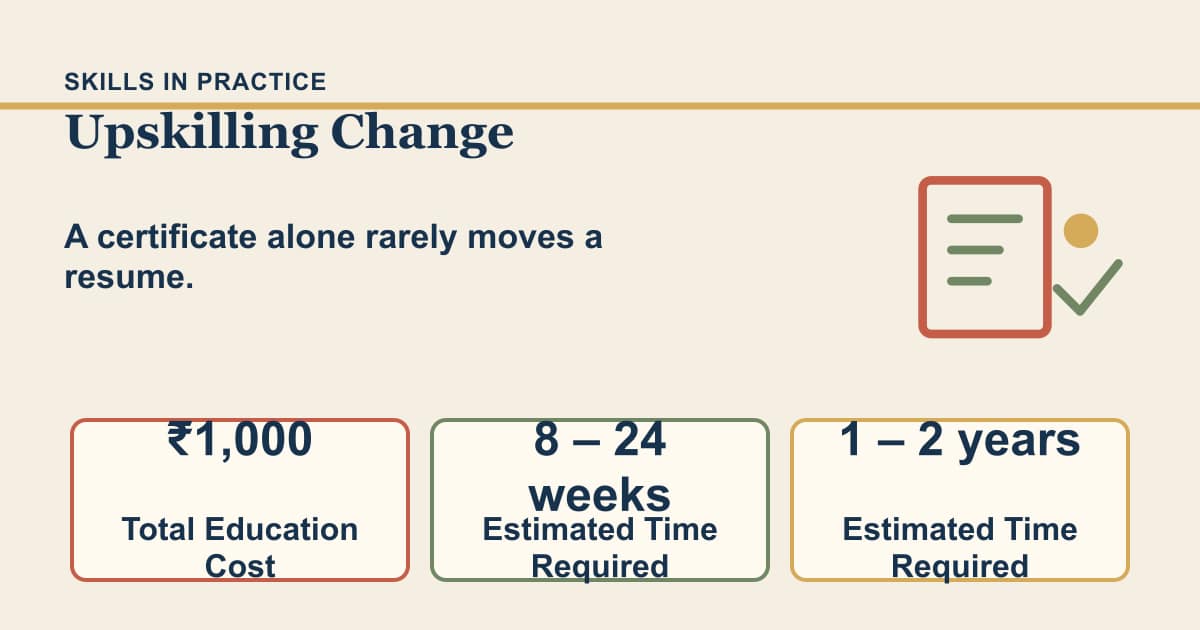 SKILLS IN PRACTICE
Upskilling Change
A certificate alone rarely moves a
resume.
₹1,000
Total Education
Cost
8 – 24
weeks
Estimated Time
Required
1 – 2 years
Estimated Time
Required